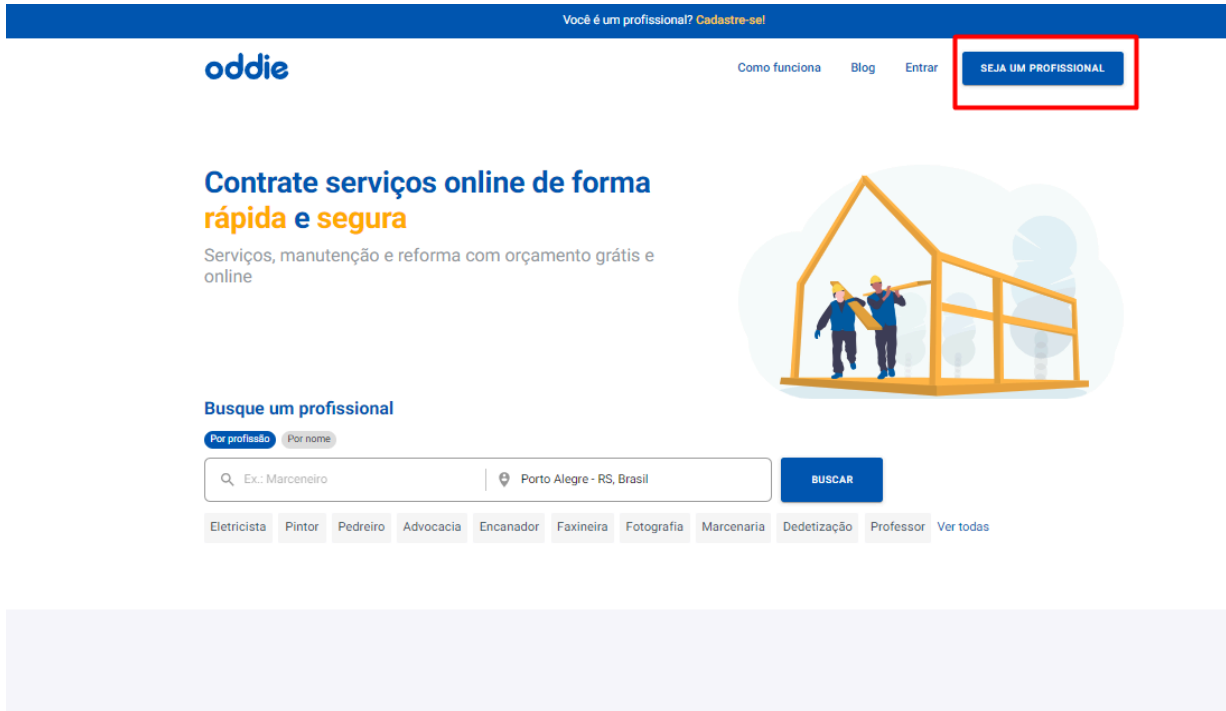 Você é um profissional? Cadastre-se!
oddie
Como funciona Blog Entrar SEJA UM PROFISSIONAL
Contrate serviços online de forma
rápida e segura
Serviços, manutenção e reforma com orçamento grátis e
online
Busque um profissional
Por profissão Por nome
Ex.: Marceneiro Porto Alegre - RS, Brasil BUSCAR
Eletricista Pintor Pedreiro Advocacia Encanador Faxineira Fotografia Marcenaria Dedetização Professor Ver todas